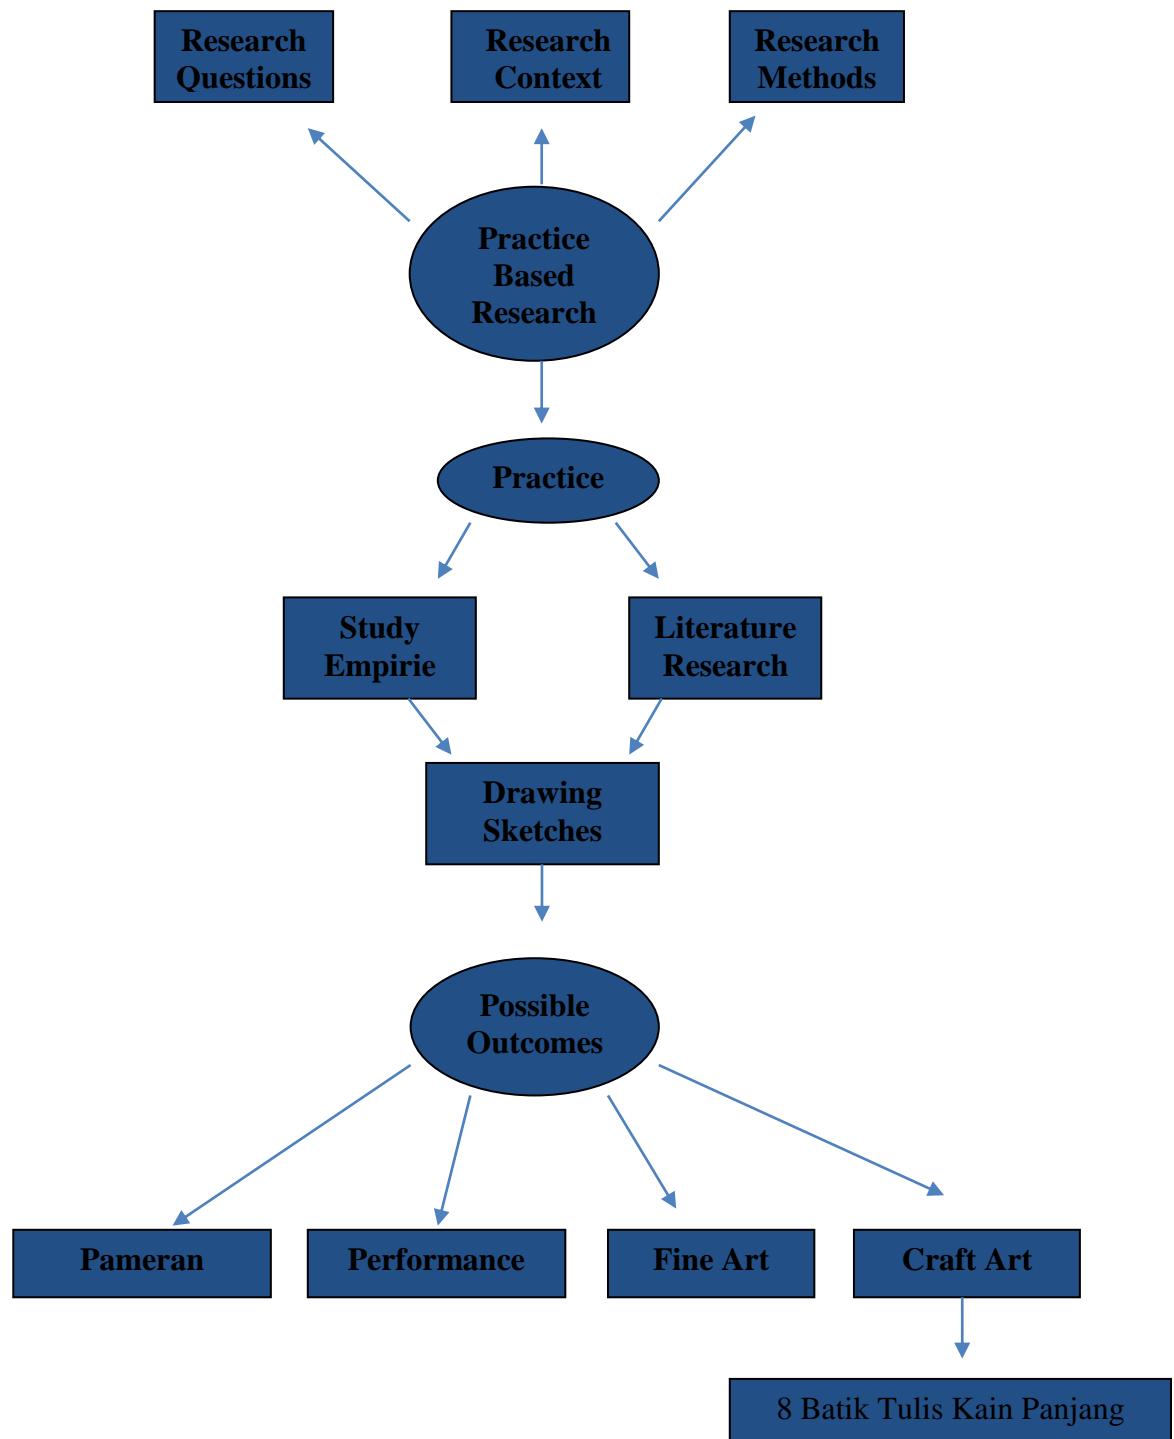 Research
Questions
Research
Context
Research
Methods
Practice
Based
Research
Practice
Study
Empirie
Literature
Research
Drawing
Sketches
Possible
Outcomes
Pameran
Performance
Fine Art
Craft Art
8 Batik Tulis Kain Panjang